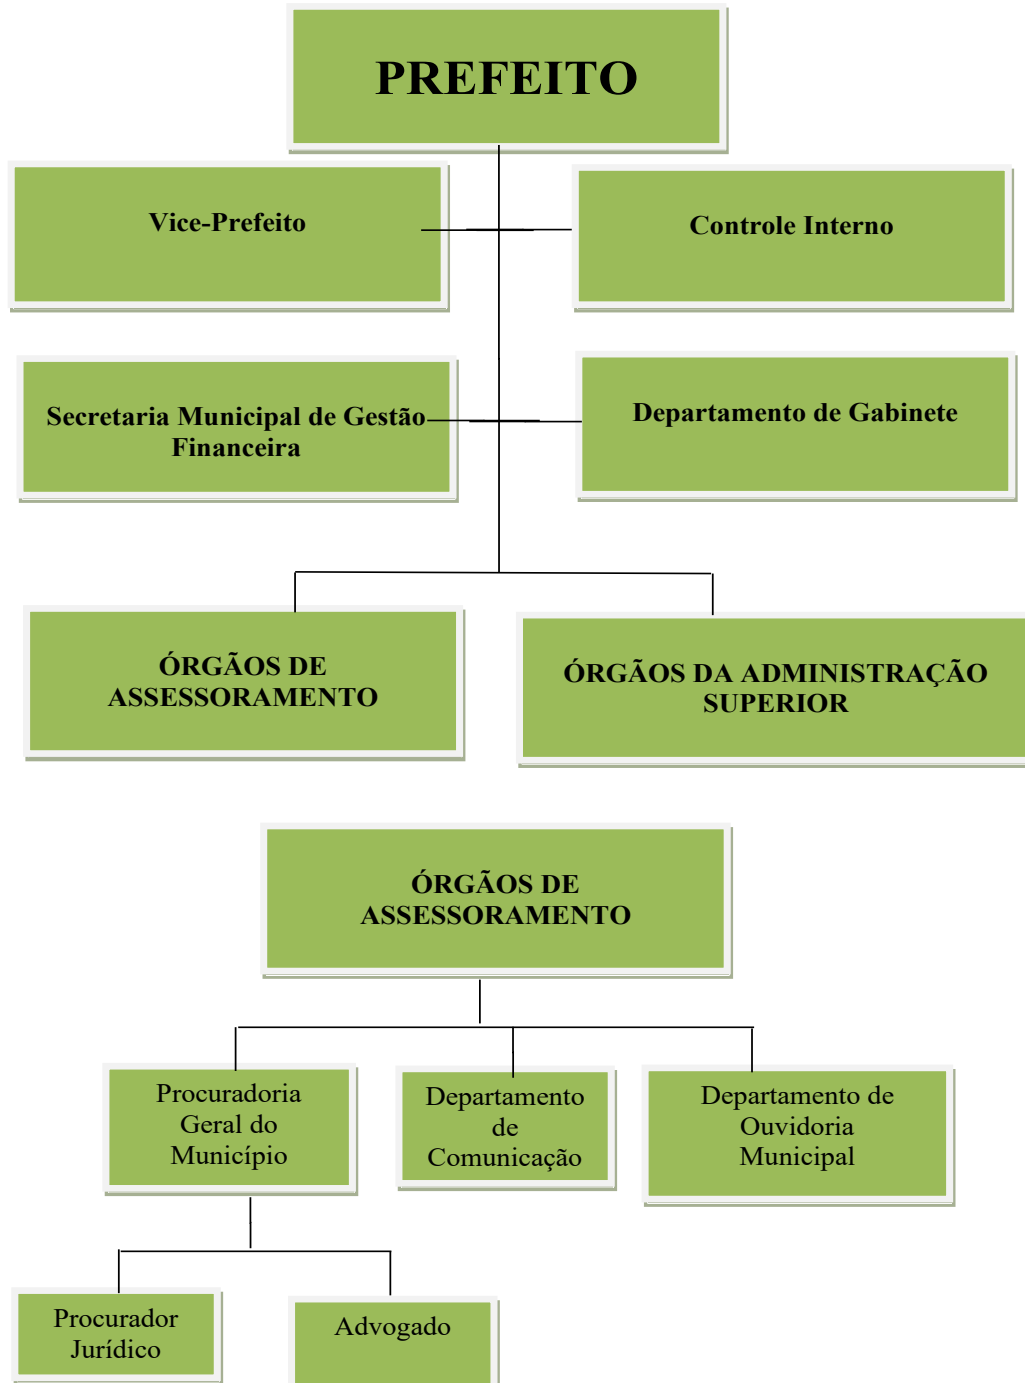 PREFEITO
Vice-Prefeito
Controle Interno
Secretaria Municipal de Gestão
Financeira
Departamento de Gabinete
ÓRGÃOS DE
ASSESSORAMENTO
ÓRGÃOS DA ADMINISTRAÇÃO
SUPERIOR
ÓRGÃOS DE
ASSESSORAMENTO
Procuradoria
Geral do
Município
Departamento
de
Comunicação
Departamento de
Ouvidoria
Municipal
Procurador
Jurídico
Advogado